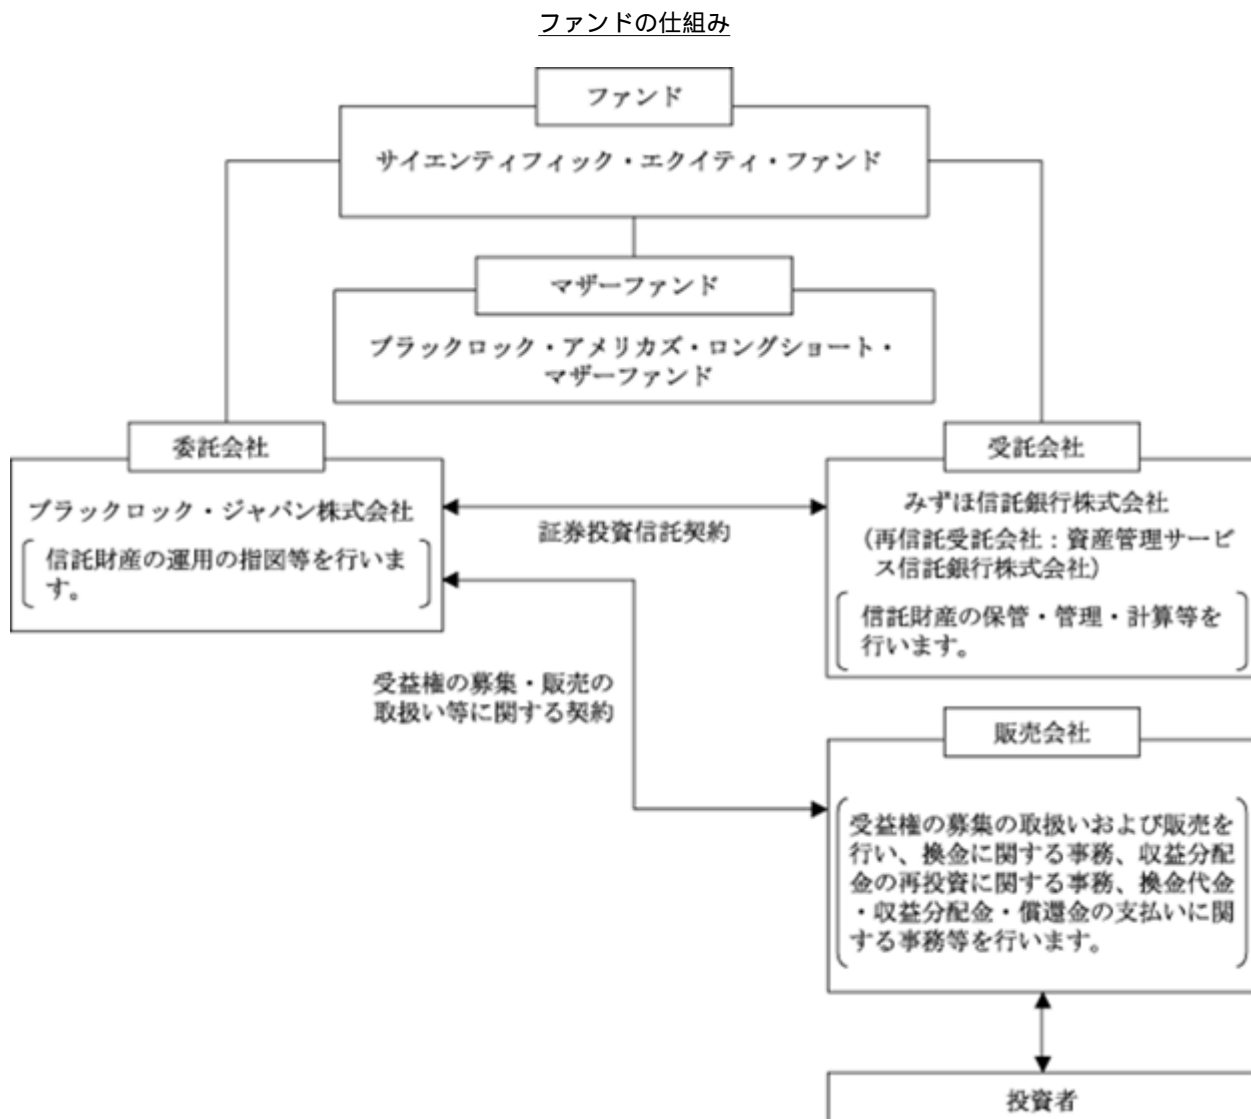 ファンドの仕組み
ファンド
サイエンティフィック・エクイティ・ファンド
マザーファンド
ブラックロック・アメリカズ・ロングショート・
マザーファンド
委託会社
ブラックロック・ジャパン株式会社
信託財産の運用の指図等を行いま
す。
証券投資信託契約
受託会社
みずほ信託銀行株式会社
(再信託受託会社:資産管理サービ
ス信託銀行株式会社)
信託財産の保管・管理・計算等を
行います。
受益権の募集・販売の
取扱い等に関する契約
販売会社
受益権の募集の取扱いおよび販売を
行い、換金に関する事務、収益分配
金の再投資に関する事務、換金代金
・収益分配金・償還金の支払いに関
する事務等を行います。
投資者